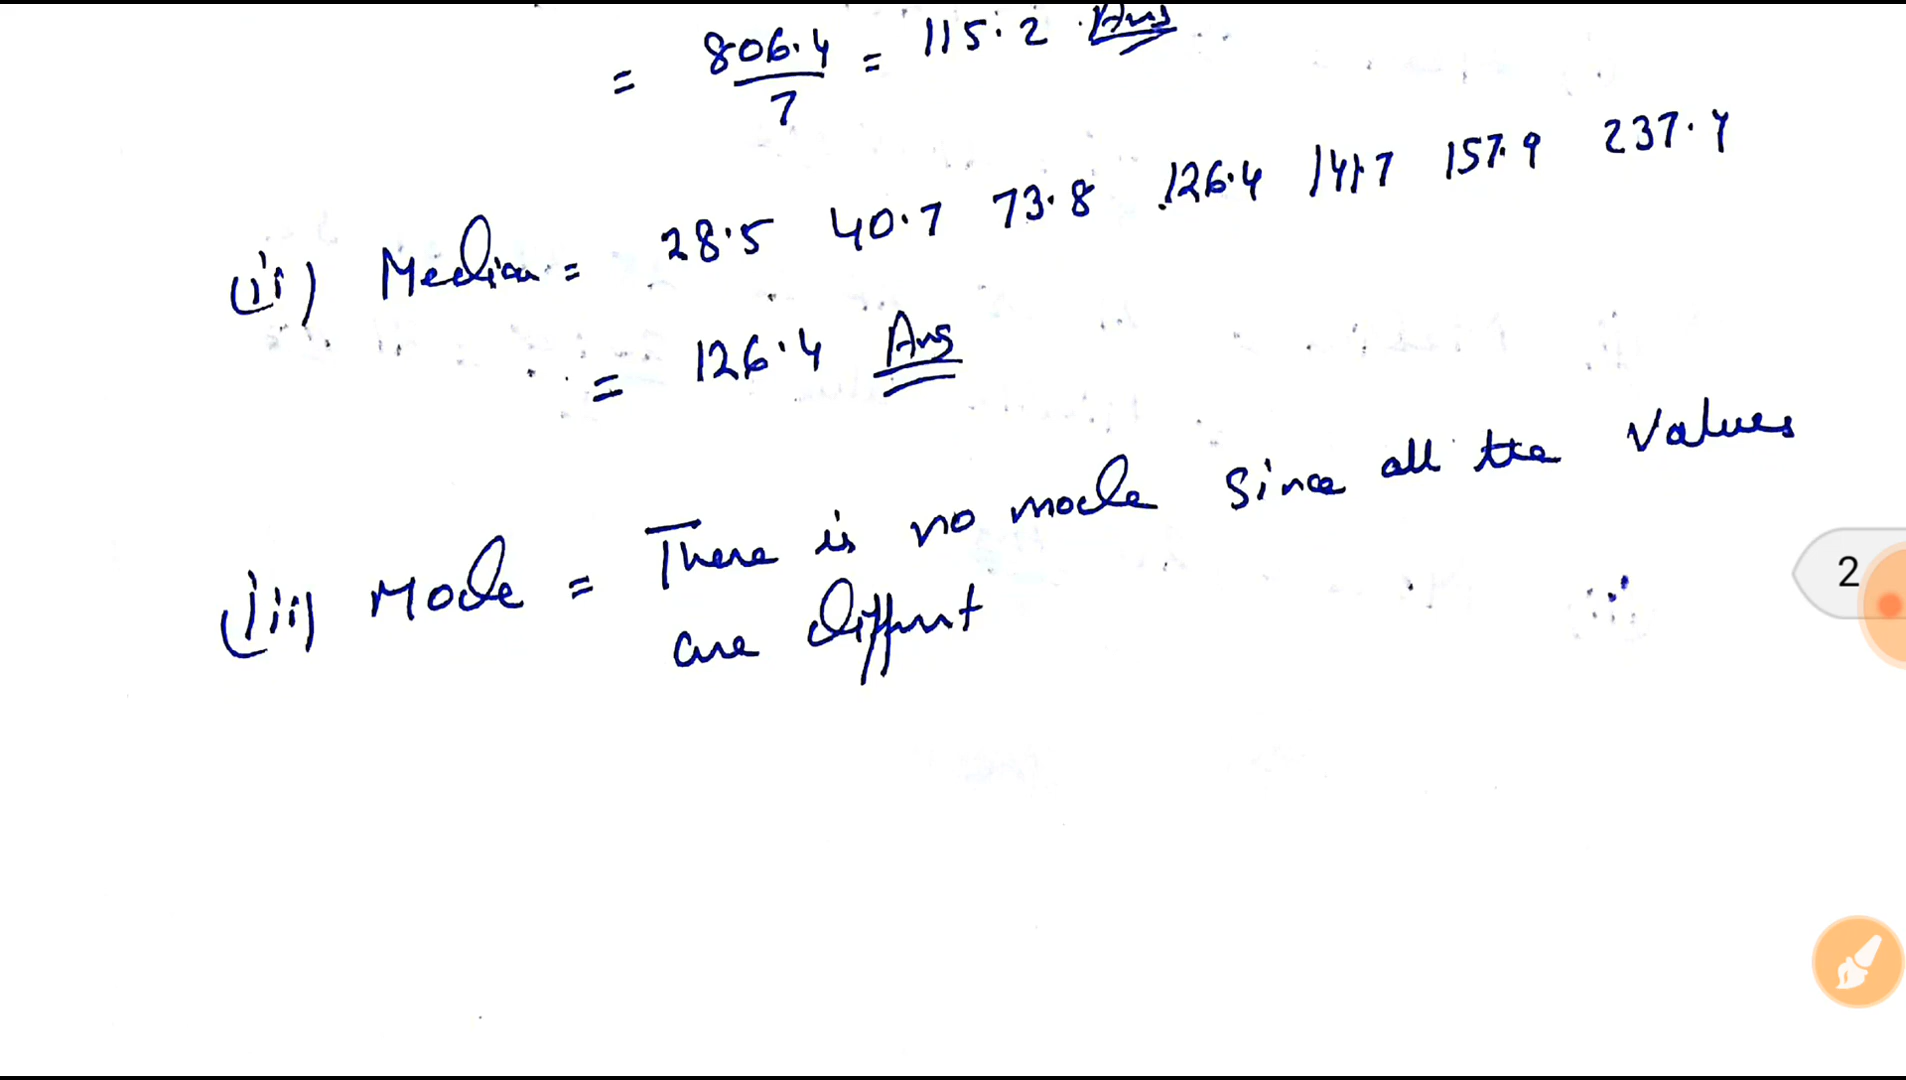 = 806.4 / 7 = 115.2 Ans
(ii) Median = 28.5 40.7 73.8 126.4 141.7 157.9 237.4
= 126.4 Ans
(iii) Mode = There is no mode since all the values
are different
2